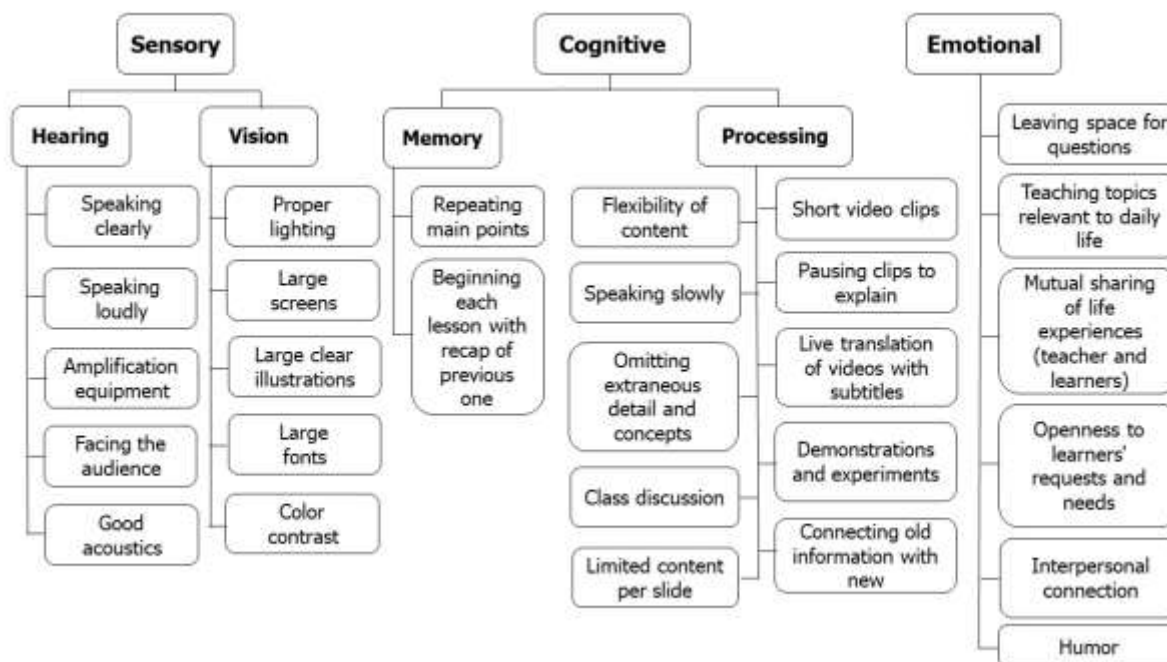 Sensory
Cognitive
Emotional
Hearing
Vision
Memory
Processing
Speaking
clearly
Speaking
loudly
Amplification
equipment
Facing the
audience
Good
acoustics
Proper
lighting
Large
screens
Large clear
illustrations
Large
fonts
Color
contrast
Repeating
main points
Beginning
each
lesson with
recap of
previous
one
Flexibility of
content
Speaking slowly
Omitting
extraneous
detail and
concepts
Class discussion
Limited content
per slide
Short video clips
Pausing clips to
explain
Live translation
of videos with
subtitles
Demonstrations
and experiments
Connecting old
information with
new
Leaving space for
questions
Teaching topics
relevant to daily
life
Mutual sharing
of life
experiences
(teacher and
learners)
Openness to
learners'
requests and
needs
Interpersonal
connection
Humor